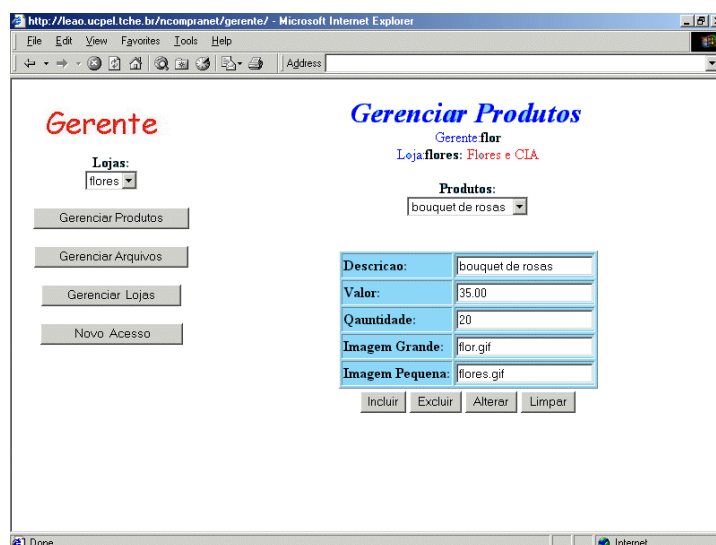 http://leao.ucpel.tche.br/ncompranet/gerente/ - Microsoft Internet Explorer
File Edit View Favorites Tools Help
Address
Gerente
Lojas:
flores
Gerenciar Produtos
Gerenciar Arquivos
Gerenciar Lojas
Novo Acesso
Gerenciar Produtos
Gerente:flor
Loja:flores: Flores e CIA
Produtos:
bouquet de rosas
Descricao: bouquet de rosas
Valor: 35.00
Qauntidade: 20
Imagem Grande: flor.gif
Imagem Pequena: flores.gif
Incluir Excluir Alterar Limpar
Done Internet